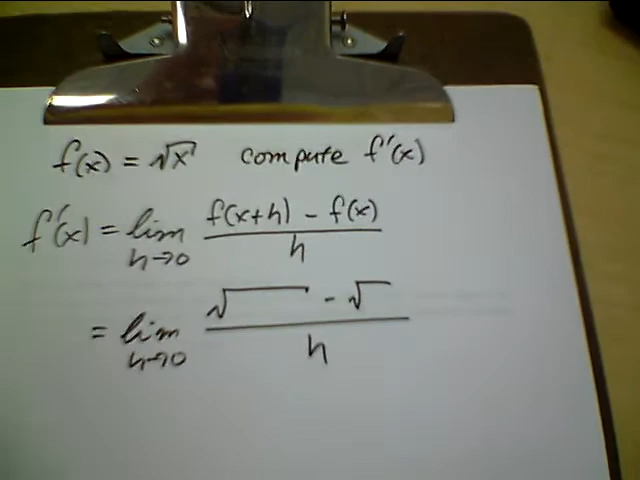 f(x) = √x compute f'(x)
f'(x) = lim h→0 (f(x+h) - f(x)) / h
= lim h→0 (√ - √) / h